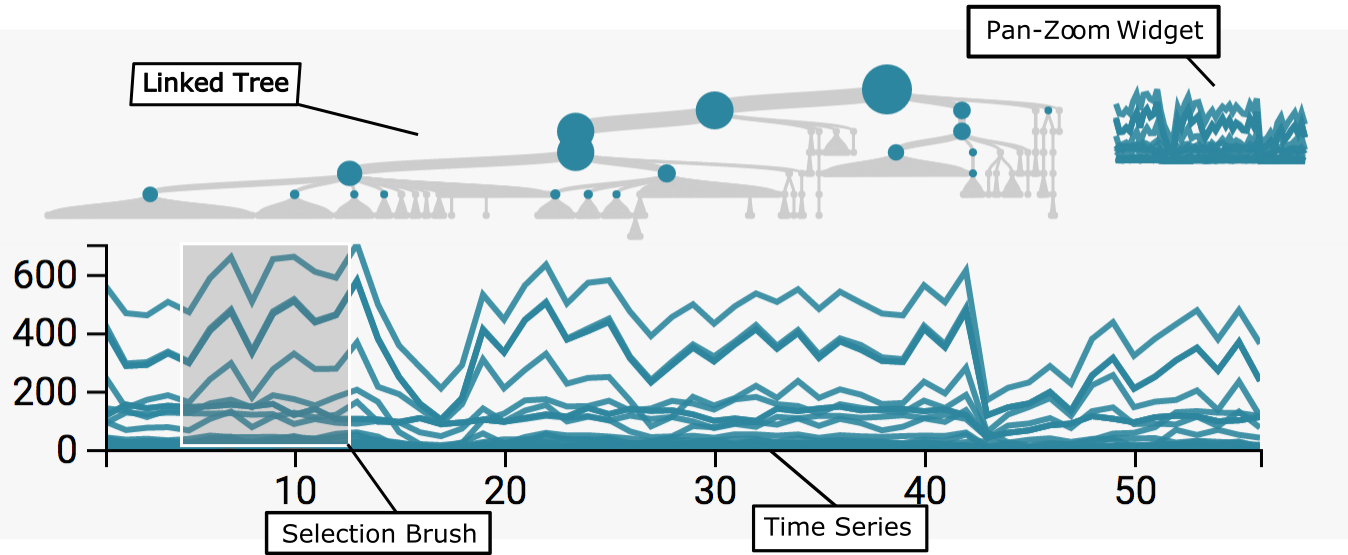 Pan-Zoom Widget
Linked Tree
600
400
200
0
10 20 30 40 50
Selection Brush
Time Series